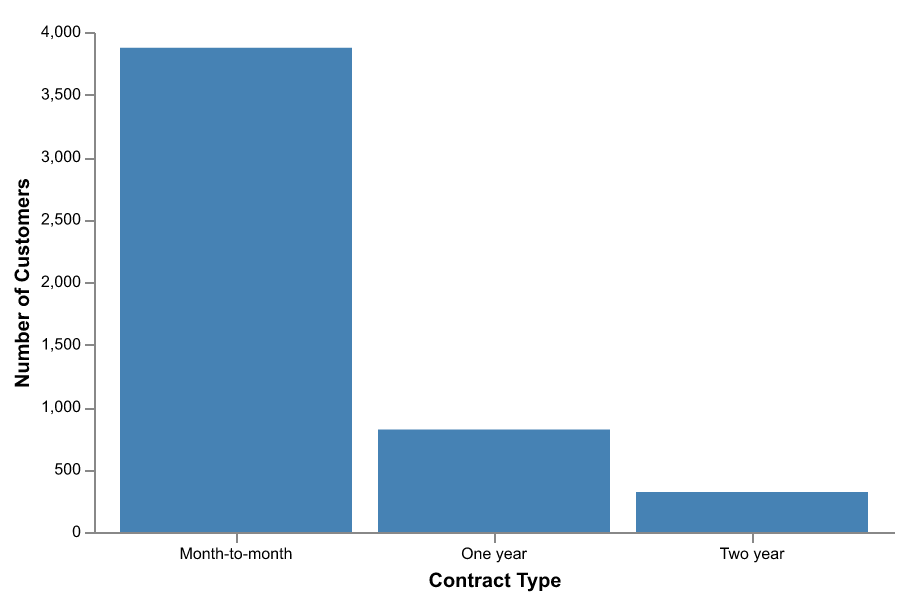 4,000
3,500
3,000
2,500
2,000
1,500
1,000
500
0
Number of Customers
Month-to-month
One year
Two year
Contract Type